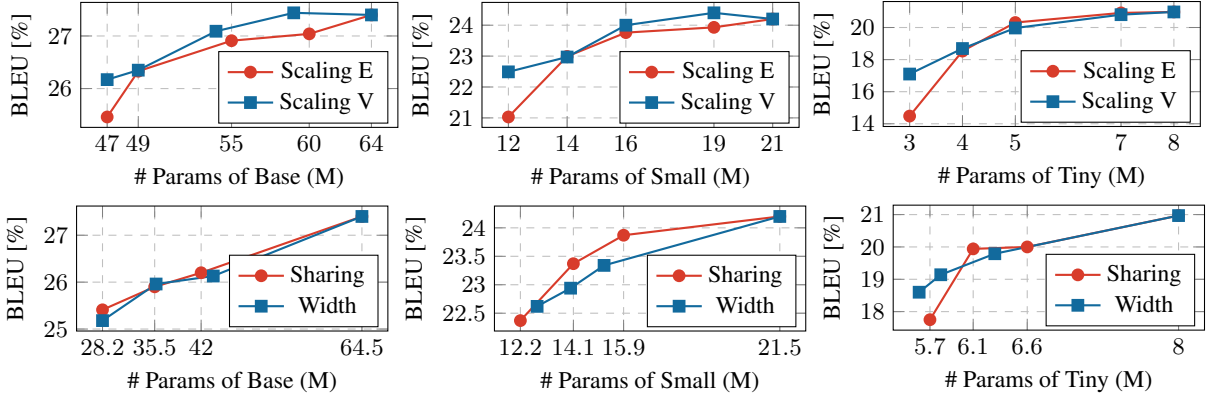 BLEU [%]
27
26
Scaling E
Scaling V
47 49 55 60 64
# Params of Base (M)
BLEU [%]
24
23
22
21
Scaling E
Scaling V
12 14 16 19 21
# Params of Small (M)
BLEU [%]
20
18
16
14
Scaling E
Scaling V
3 4 5 7 8
# Params of Tiny (M)
BLEU [%]
27
26
25
Sharing
Width
28.2 35.5 42 64.5
# Params of Base (M)
BLEU [%]
24
23.5
23
22.5
Sharing
Width
12.2 14.1 15.9 21.5
# Params of Small (M)
BLEU [%]
21
20
19
18
Sharing
Width
5.7 6.1 6.6 8
# Params of Tiny (M)